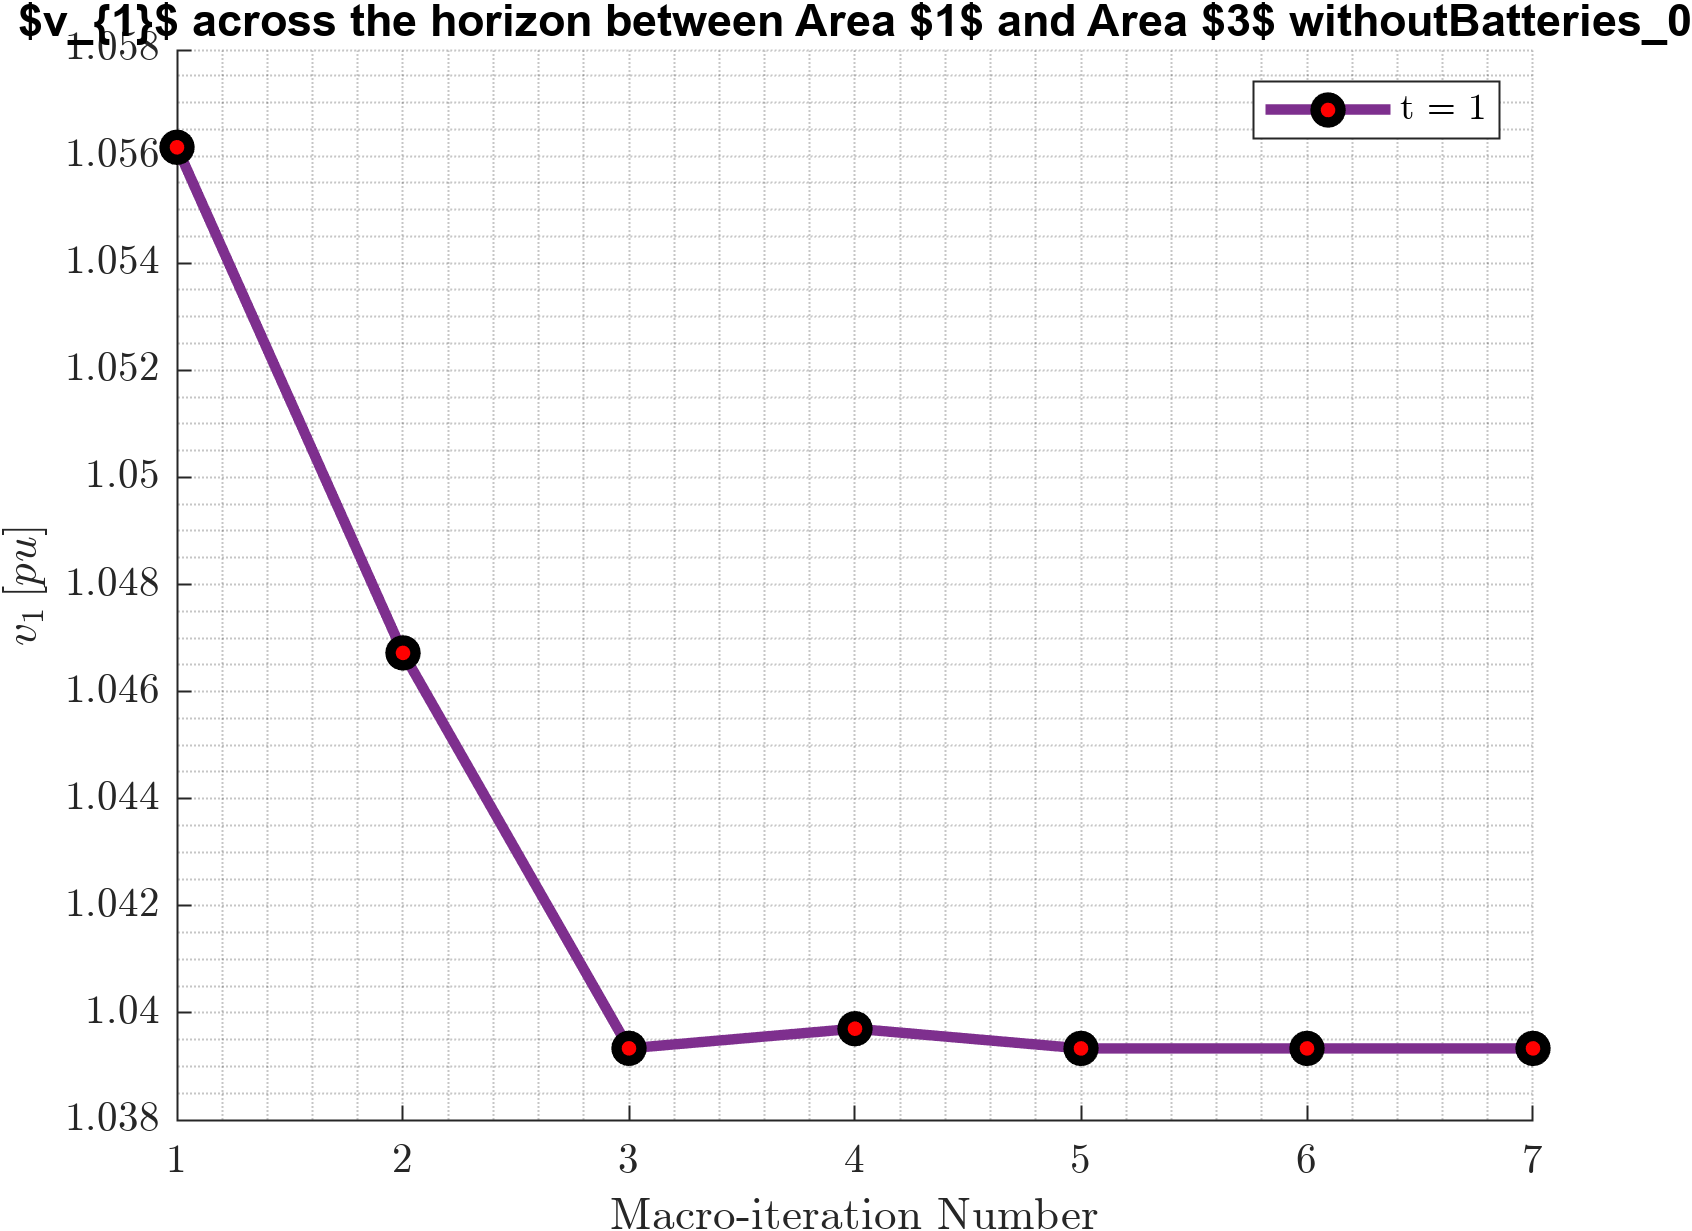 $v_{1}$ across the horizon between Area $1$ and Area $3$ withoutBatteries_0
t = 1
1.058
1.056
1.054
1.052
1.05
1.048
1.046
1.044
1.042
1.04
1.038
v1 [pu]
1 2 3 4 5 6 7
Macro-iteration Number